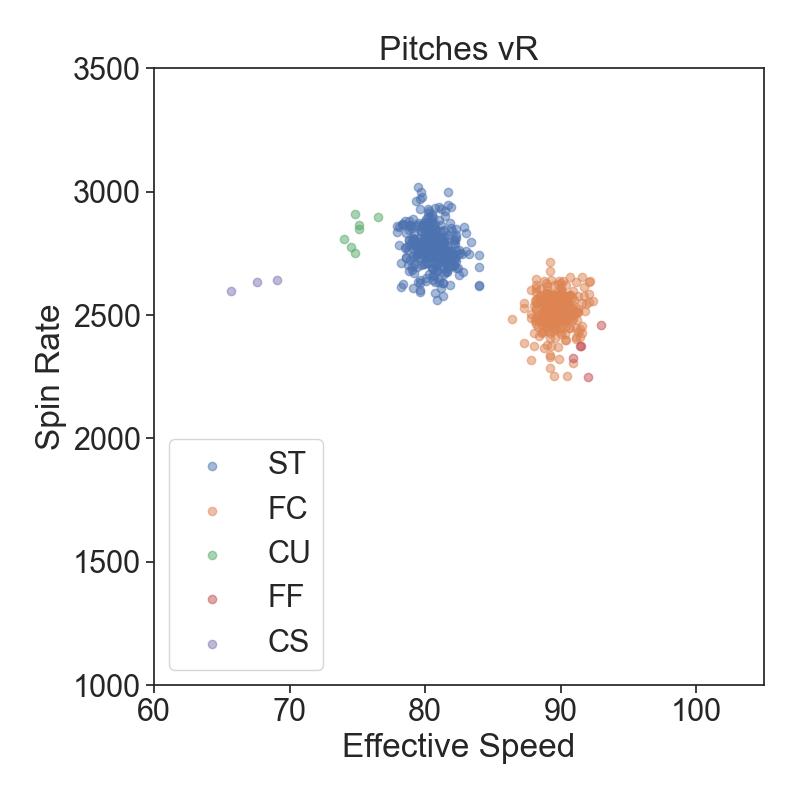 Pitches vR
3500
3000
2500
2000
1500
1000
Spin Rate
ST
FC
CU
FF
CS
60 70 80 90 100
Effective Speed